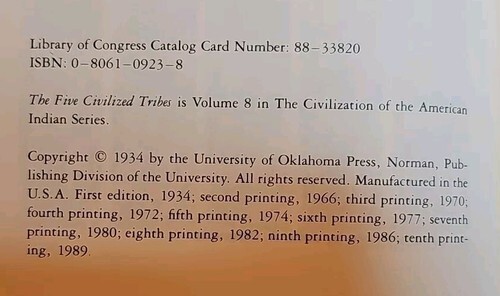 Library of Congress Catalog Card Number: 88-33820
ISBN: 0-8061-0923-8
The Five Civilized Tribes is Volume 8 in The Civilization of the American
Indian Series.
Copyright © 1934 by the University of Oklahoma Press, Norman, Pub-
lishing Division of the University. All rights reserved. Manufactured in the
U.S.A. First edition, 1934; second printing, 1966; third printing, 1970;
fourth printing, 1972; fifth printing, 1974; sixth printing, 1977; seventh
printing, 1980; eighth printing, 1982; ninth printing, 1986; tenth print-
ing, 1989.